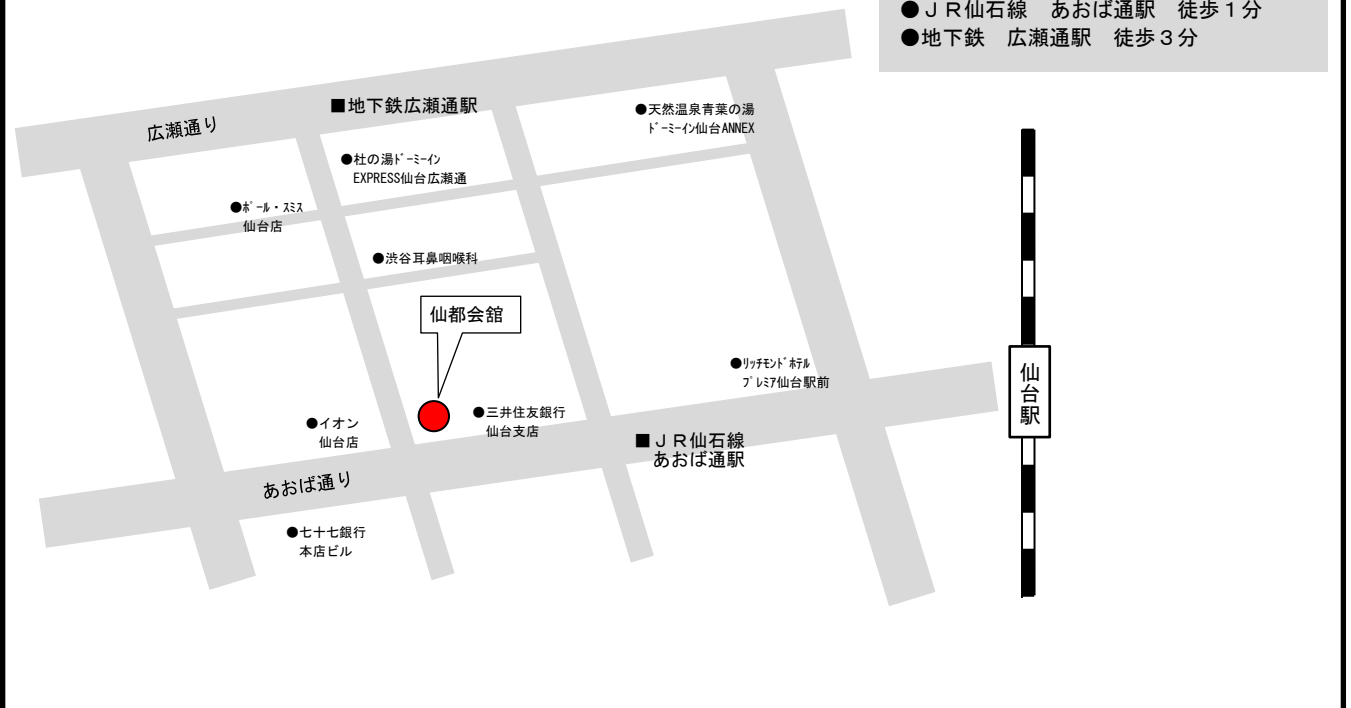 ●ＪＲ仙石線　あおば通駅　徒歩１分
●地下鉄　広瀬通駅　徒歩３分
■地下鉄広瀬通駅
広瀬通り
●天然温泉青葉の湯
ﾄﾞｰﾐｰｲﾝ仙台ANNEX
●杜の湯ﾄﾞｰﾐｰｲﾝ
EXPRESS仙台広瀬通
●ﾎﾟｰﾙ・ｽﾐｽ
仙台店
●渋谷耳鼻咽喉科
仙都会舘
●ﾘｯﾁﾓﾝﾄﾞﾎﾃﾙ
ﾌﾟﾚﾐｱ仙台駅前
仙台駅
●三井住友銀行
仙台支店
●イオン
仙台店
■ＪＲ仙石線
あおば通駅
あおば通り
●七十七銀行
本店ビル